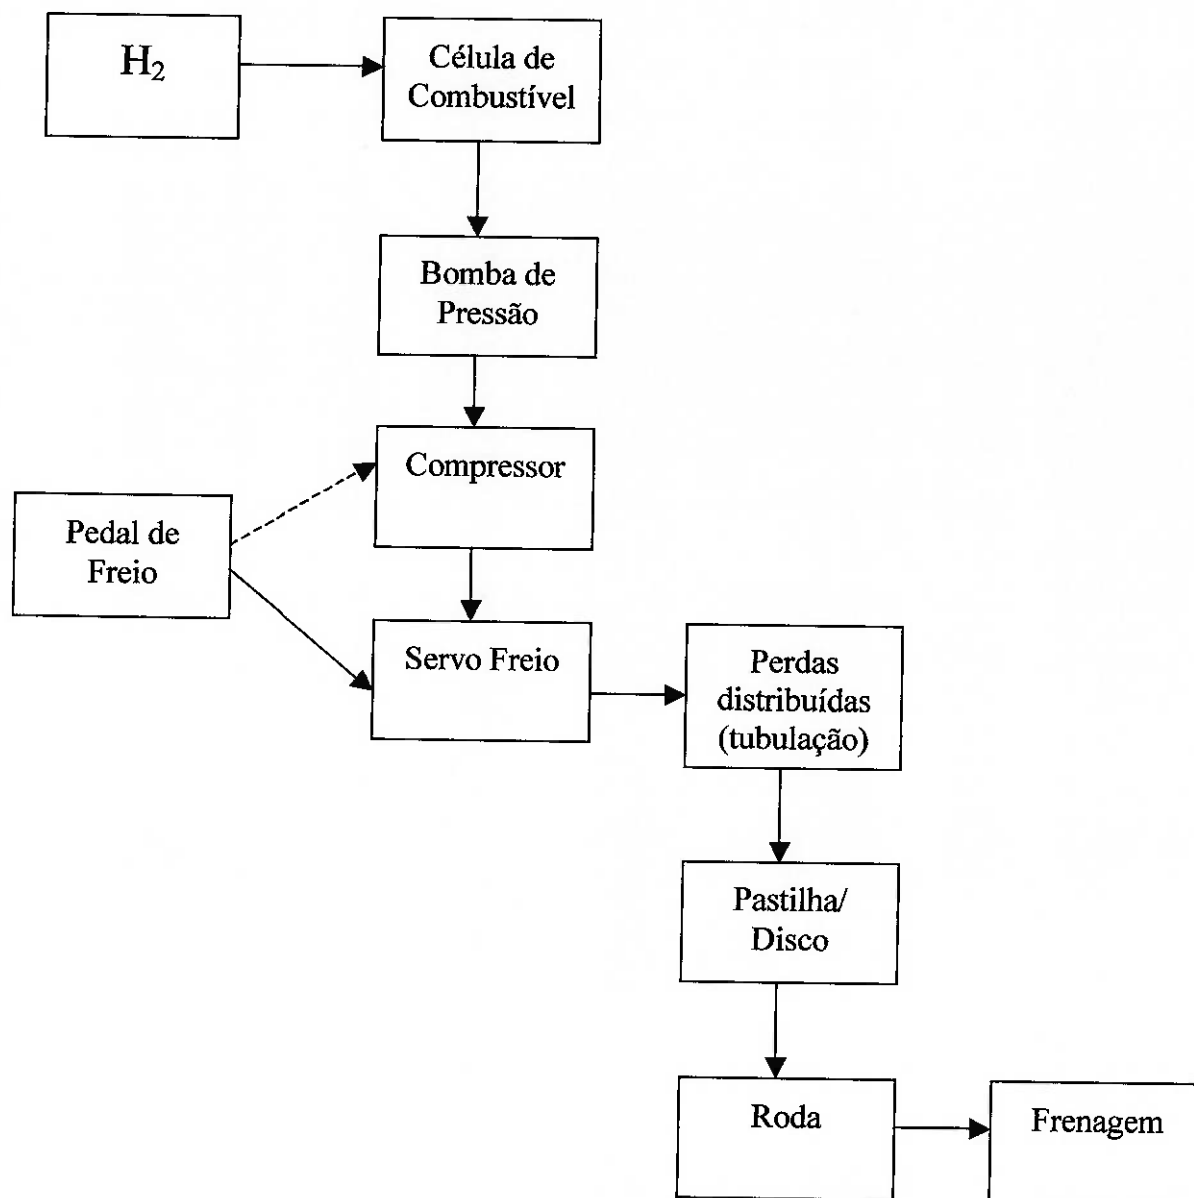 H₂
Célula de
Combustível
Bomba de
Pressão
Compressor
Pedal de
Freio
Servo Freio
Perdas
distribuídas
(tubulação)
Pastilha/
Disco
Roda
Frenagem